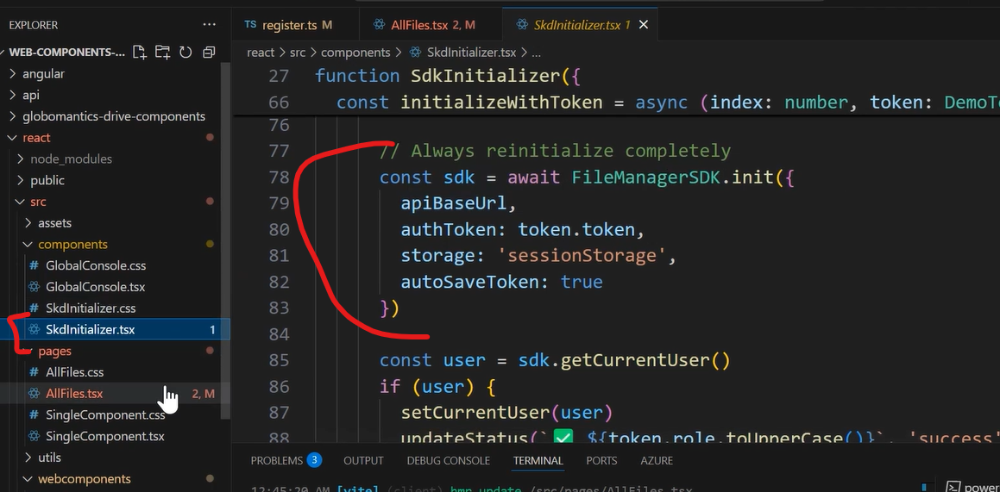 EXPLORER
WEB-COMPONENTS-...
angular
api
globomantics-drive-components
react
node_modules
public
src
assets
components
GlobalConsole.css
GlobalConsole.tsx
SkdInitializer.css
SkdInitializer.tsx 1
pages
AllFiles.css
AllFiles.tsx 2, M
SingleComponent.css
SingleComponent.tsx
utils
webcomponents
TS register.ts M
AllFiles.tsx 2, M
SkdInitializer.tsx 1
react > src > components > SkdInitializer.tsx > ...
27 function SdkInitializer({
66 const initializeWithToken = async (index: number, token: DemoT
76
77 // Always reinitialize completely
78 const sdk = await FileManagerSDK.init({
79 apiBaseUrl,
80 authToken: token.token,
81 storage: 'sessionStorage',
82 autoSaveToken: true
83 })
84
85 const user = sdk.getCurrentUser()
86 if (user) {
87 setCurrentUser(user)
88 updateStatus(`✅ ${token.role.toUpperCase()}`, 'success'
PROBLEMS 3 OUTPUT DEBUG CONSOLE TERMINAL PORTS AZURE
12:45:20 AM [vite] (client) hmr update /src/pages/AllFiles.tsx
power